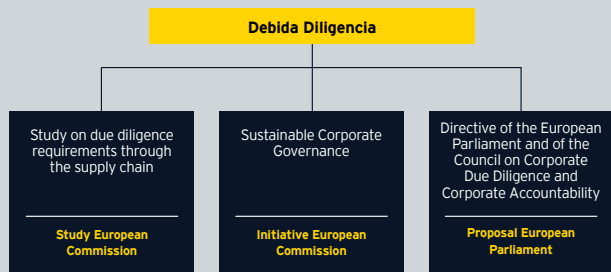 Debida Diligencia
Study on due diligence
requirements through
the supply chain
Study European
Commission
Sustainable Corporate
Governance
Initiative European
Commission
Directive of the European
Parliament and of the
Council on Corporate
Due Diligence and
Corporate Accountability
Proposal European
Parliament